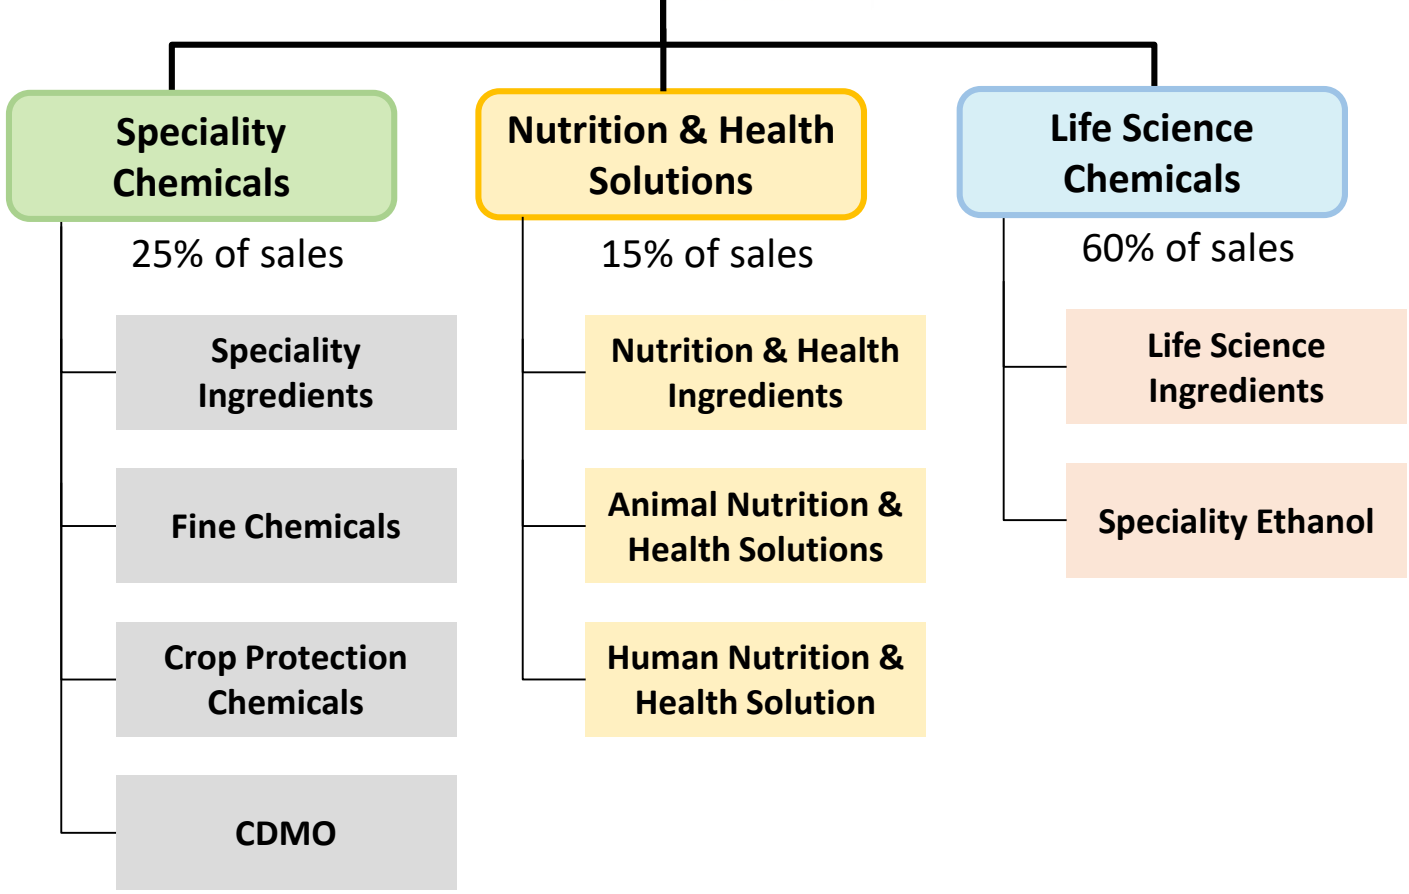 Speciality
Chemicals
25% of sales
Speciality
Ingredients
Fine Chemicals
Crop Protection
Chemicals
CDMO
Nutrition & Health
Solutions
15% of sales
Nutrition & Health
Ingredients
Animal Nutrition &
Health Solutions
Human Nutrition &
Health Solution
Life Science
Chemicals
60% of sales
Life Science
Ingredients
Speciality Ethanol